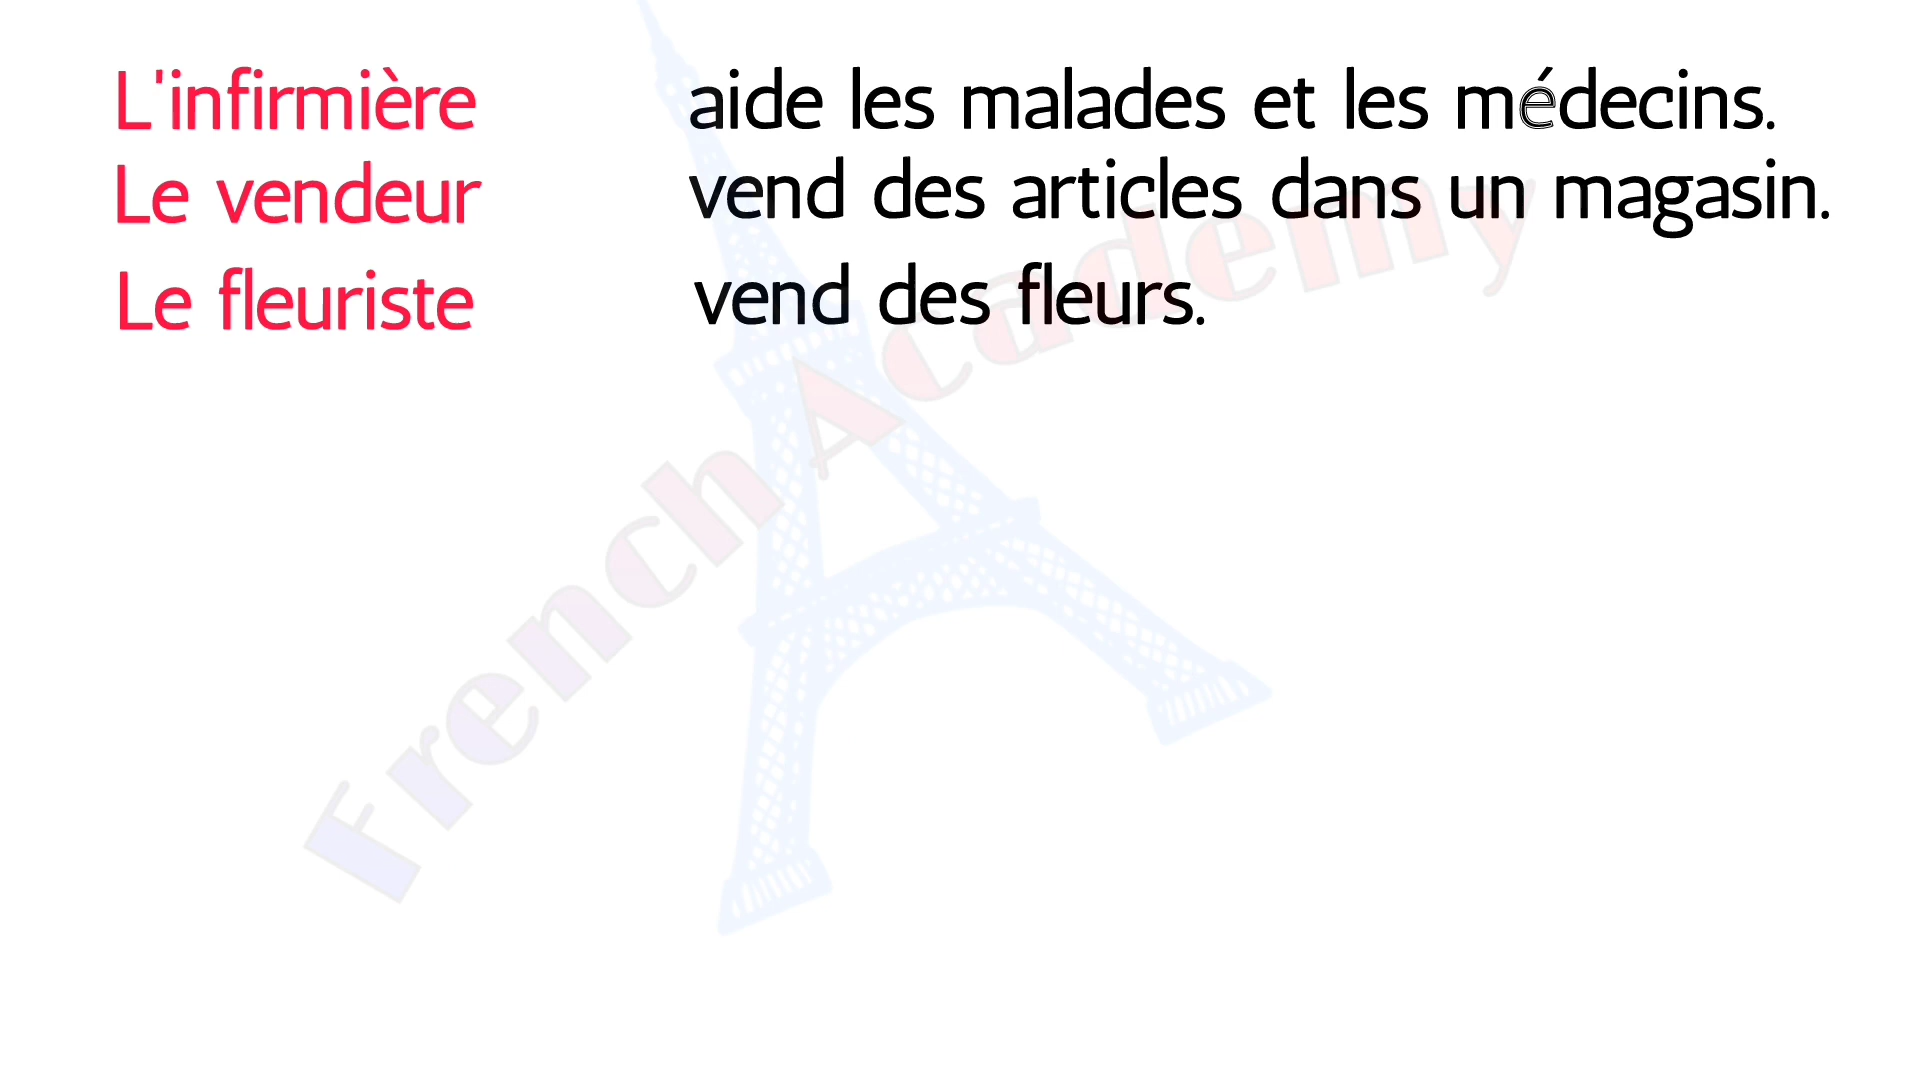 L'infirmière aide les malades et les médecins.
Le vendeur vend des articles dans un magasin.
Le fleuriste vend des fleurs.
French Academy